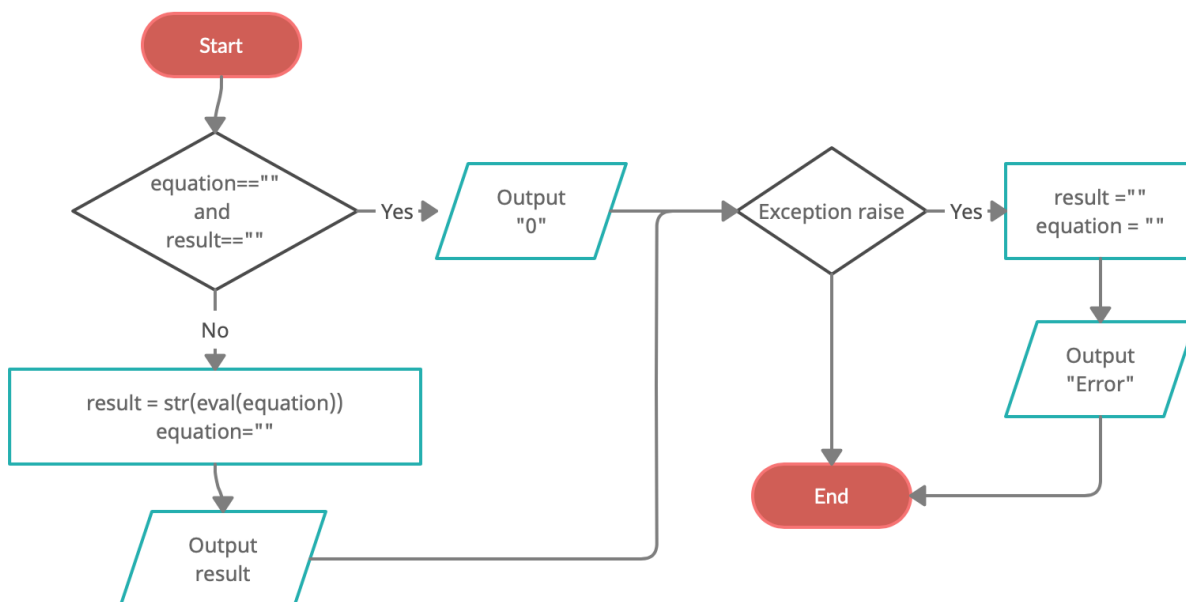 Start
equation==""
and
result==""
Yes
Output
"0"
Exception raise
Yes
result =""
equation = ""
No
Output
"Error"
result = str(eval(equation))
equation=""
End
Output
result